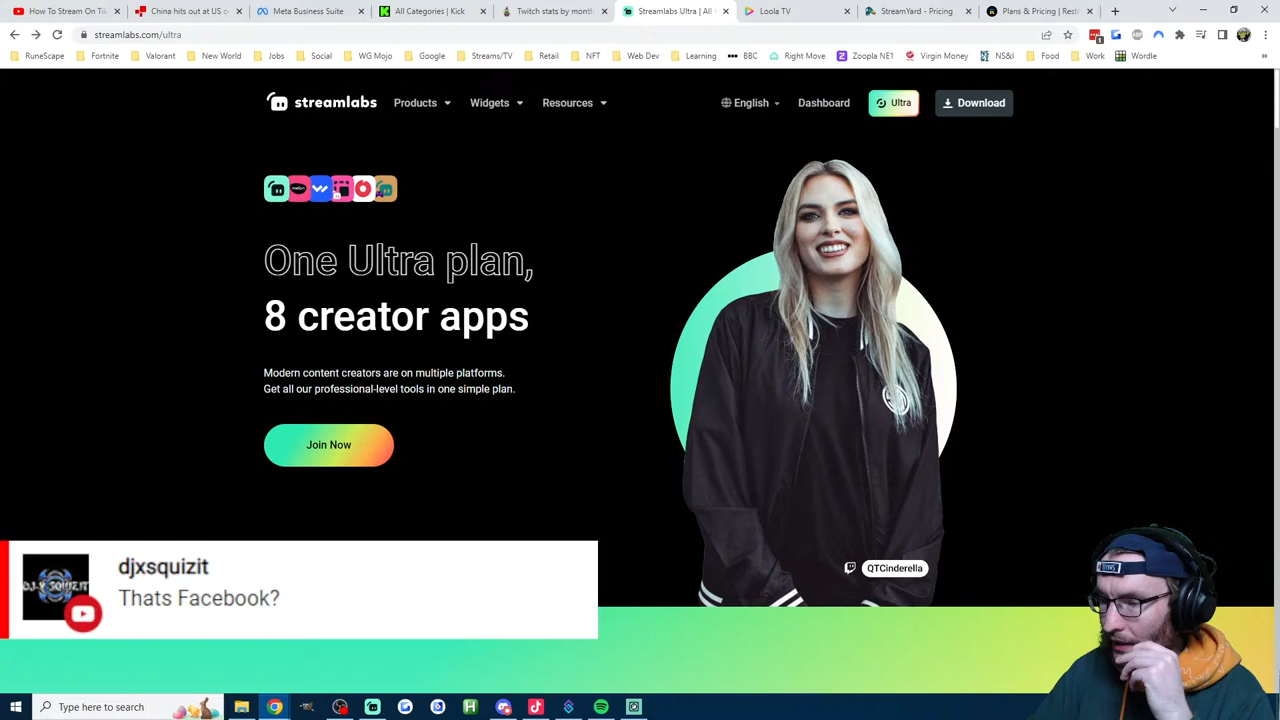 How To Stream On Tik
China hits out at US o
Meta Business Suite
All Categories | Kick
Twitch stats by month
Streamlabs Ultra | All
Loola TV
StreamYard - Pricing
Plans & Pricing | Rest
streamlabs.com/ultra
RuneScape
Fortnite
Valorant
WG Mojo
Wow
Jobs
Social
WG Mojo
Google
Streams/TV
Retail
NFT
Web Dev
Learning
BBC
Right Move
Zoopla NE1
Virgin Money
NS&I
Food
Work
Wordle
streamlabs
Products
Widgets
Resources
English
Dashboard
Ultra
Download
One Ultra plan,
8 creator apps
Modern content creators are on multiple platforms.
Get all our professional-level tools in one simple plan.
Join Now
QTCinderella
djxsquizit
Thats Facebook?
Type here to search